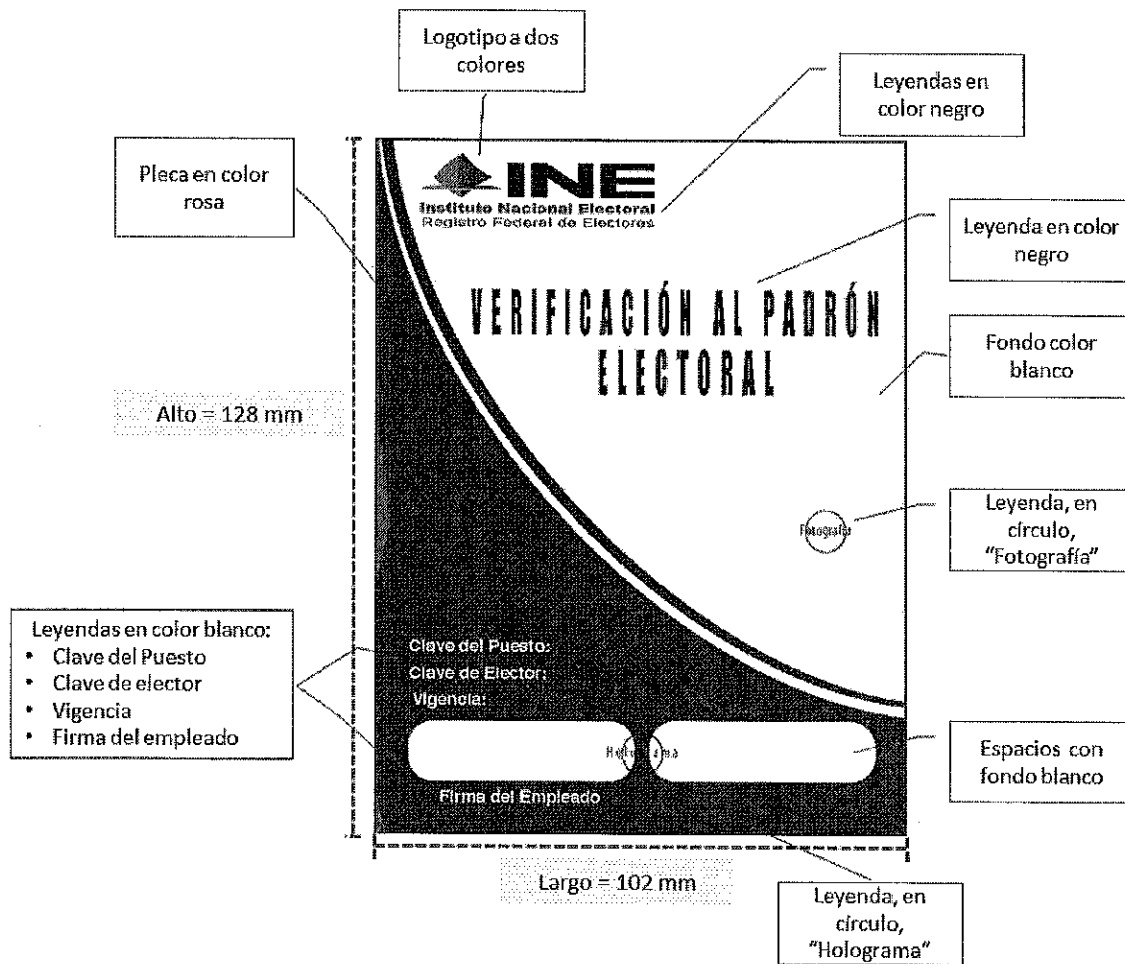 Logotipo a dos
colores
Leyendas en
color negro
Pleca en color
rosa
INE
Instituto Nacional Electoral
Registro Federal de Electores
Leyenda en color
negro
VERIFICACIÓN AL PADRÓN
ELECTORAL
Fondo color
blanco
Alto = 128 mm
Fotografía
Leyenda, en
círculo,
"Fotografía"
Leyendas en color blanco:
• Clave del Puesto
• Clave de elector
• Vigencia
• Firma del empleado
Clave del Puesto:
Clave de Elector:
Vigencia:
Espacios con
fondo blanco
Firma del Empleado
Largo = 102 mm
Leyenda, en
círculo,
"Holograma"